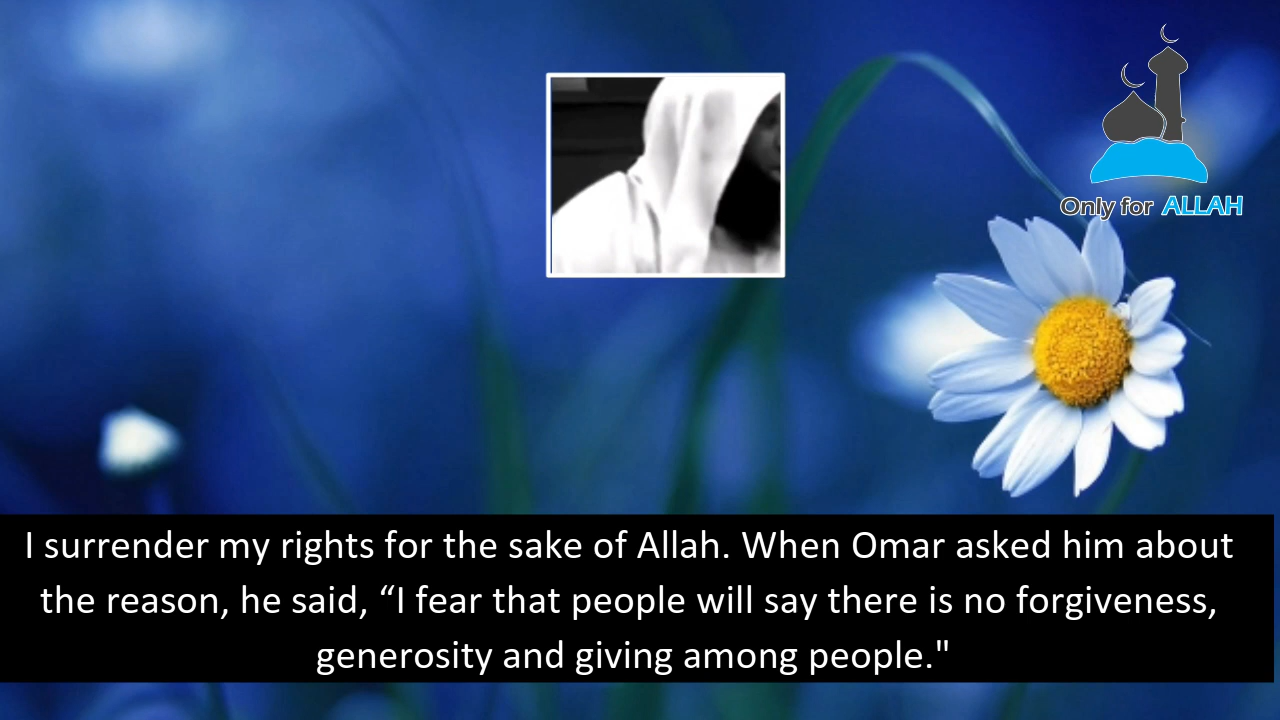 Only for ALLAH
I surrender my rights for the sake of Allah. When Omar asked him about
the reason, he said, “I fear that people will say there is no forgiveness,
generosity and giving among people."